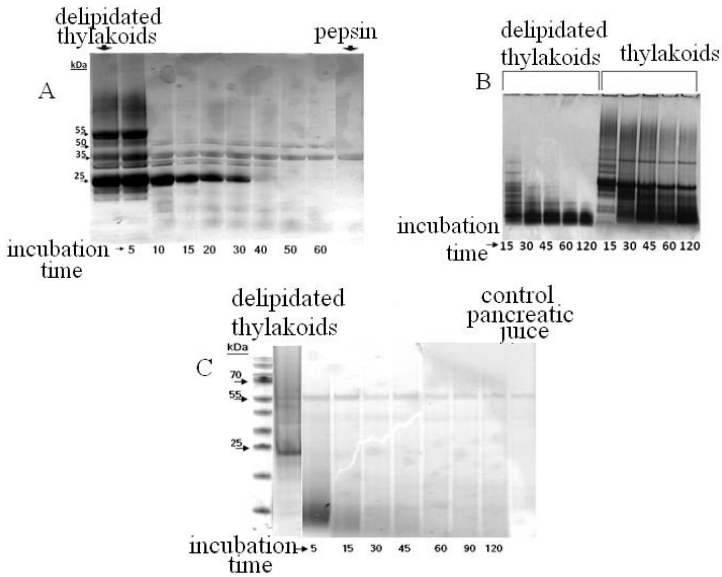 delipidated
thylakoids
pepsin
kDa
A
55
50
35
25
incubation
time
5 10 15 20 30 40 50 60
delipidated
thylakoids
thylakoids
B
incubation
time
15 30 45 60 120 15 30 45 60 120
delipidated
thylakoids
control
pancreatic
juice
kDa
C
70
55
25
incubation
time
5 15 30 45 60 90 120